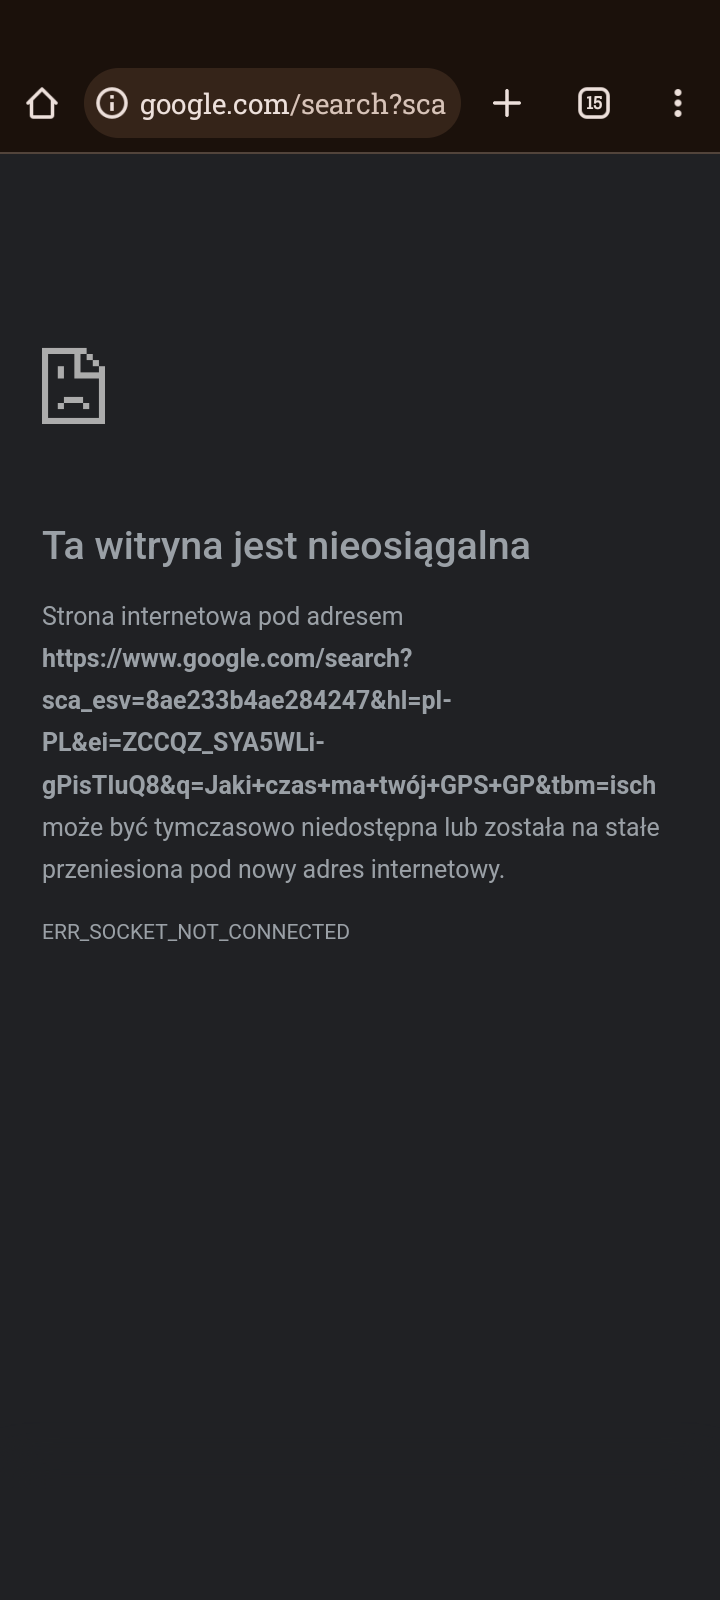 google.com/search?sca
15
Ta witryna jest nieosiągalna
Strona internetowa pod adresem
https://www.google.com/search?
sca_esv=8ae233b4ae284247&hl=pl-
PL&ei=ZCCQZ_SYA5WLi-
gPisTluQ8&q=Jaki+czas+ma+twój+GPS+GP&tbm=isch
może być tymczasowo niedostępna lub została na stałe
przeniesiona pod nowy adres internetowy.
ERR_SOCKET_NOT_CONNECTED